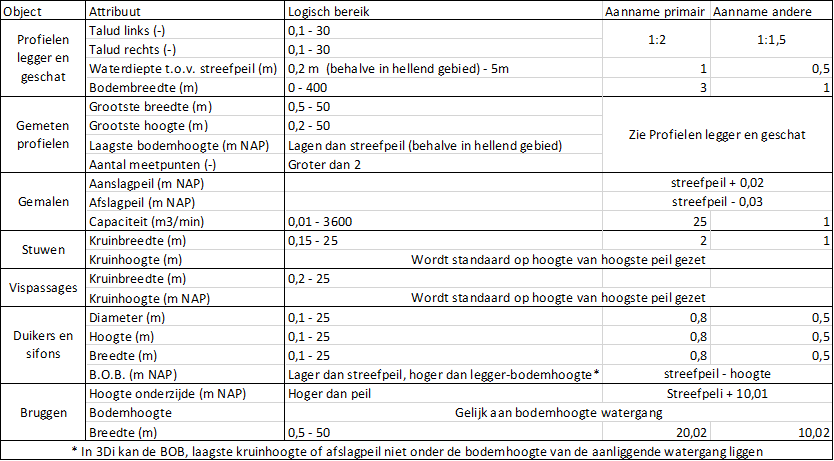 Object Attribuut Logisch bereik Aanname primair Aanname andere
Profielen legger en geschat
Talud links (-) 0,1 - 30 1:2 1:1,5
Talud rechts (-) 0,1 - 30
Waterdiepte t.o.v. streefpeil (m) 0,2 m (behalve in hellend gebied) - 5m 1 0,5
Bodembreedte (m) 0 - 400 3 1
Gemeten profielen
Grootste breedte (m) 0,5 - 50 Zie Profielen legger en geschat
Grootste hoogte (m) 0,2 - 50
Laagste bodemhoogte (m NAP) Lagen dan streefpeil (behalve in hellend gebied)
Aantal meetpunten (-) Groter dan 2
Gemalen
Aanslagpeil (m NAP) streefpeil + 0,02
Afslagpeil (m NAP) streefpeil - 0,03
Capaciteit (m3/min) 0,01 - 3600 25 1
Stuwen
Kruinbreedte (m) 0,15 - 25 2 1
Kruinhoogte (m) Wordt standaard op hoogte van hoogste peil gezet
Vispassages
Kruinbreedte (m) 0,2 - 25
Kruinhoogte (m NAP) Wordt standaard op hoogte van hoogste peil gezet
Duikers en sifons
Diameter (m) 0,1 - 25 0,8 0,5
Hoogte (m) 0,1 - 25 0,8 0,5
Breedte (m) 0,1 - 25 0,8 0,5
B.O.B. (m NAP) Lager dan streefpeil, hoger dan legger-bodemhoogte* streefpeil - hoogte
Bruggen
Hoogte onderzijde (m NAP) Hoger dan peil Streefpeli + 10,01
Bodemhoogte Gelijk aan bodemhoogte watergang
Breedte (m) 0,5 - 50 20,02 10,02
* In 3Di kan de BOB, laagste kruinhoogte of afslagpeil niet onder de bodemhoogte van de aanliggende watergang liggen